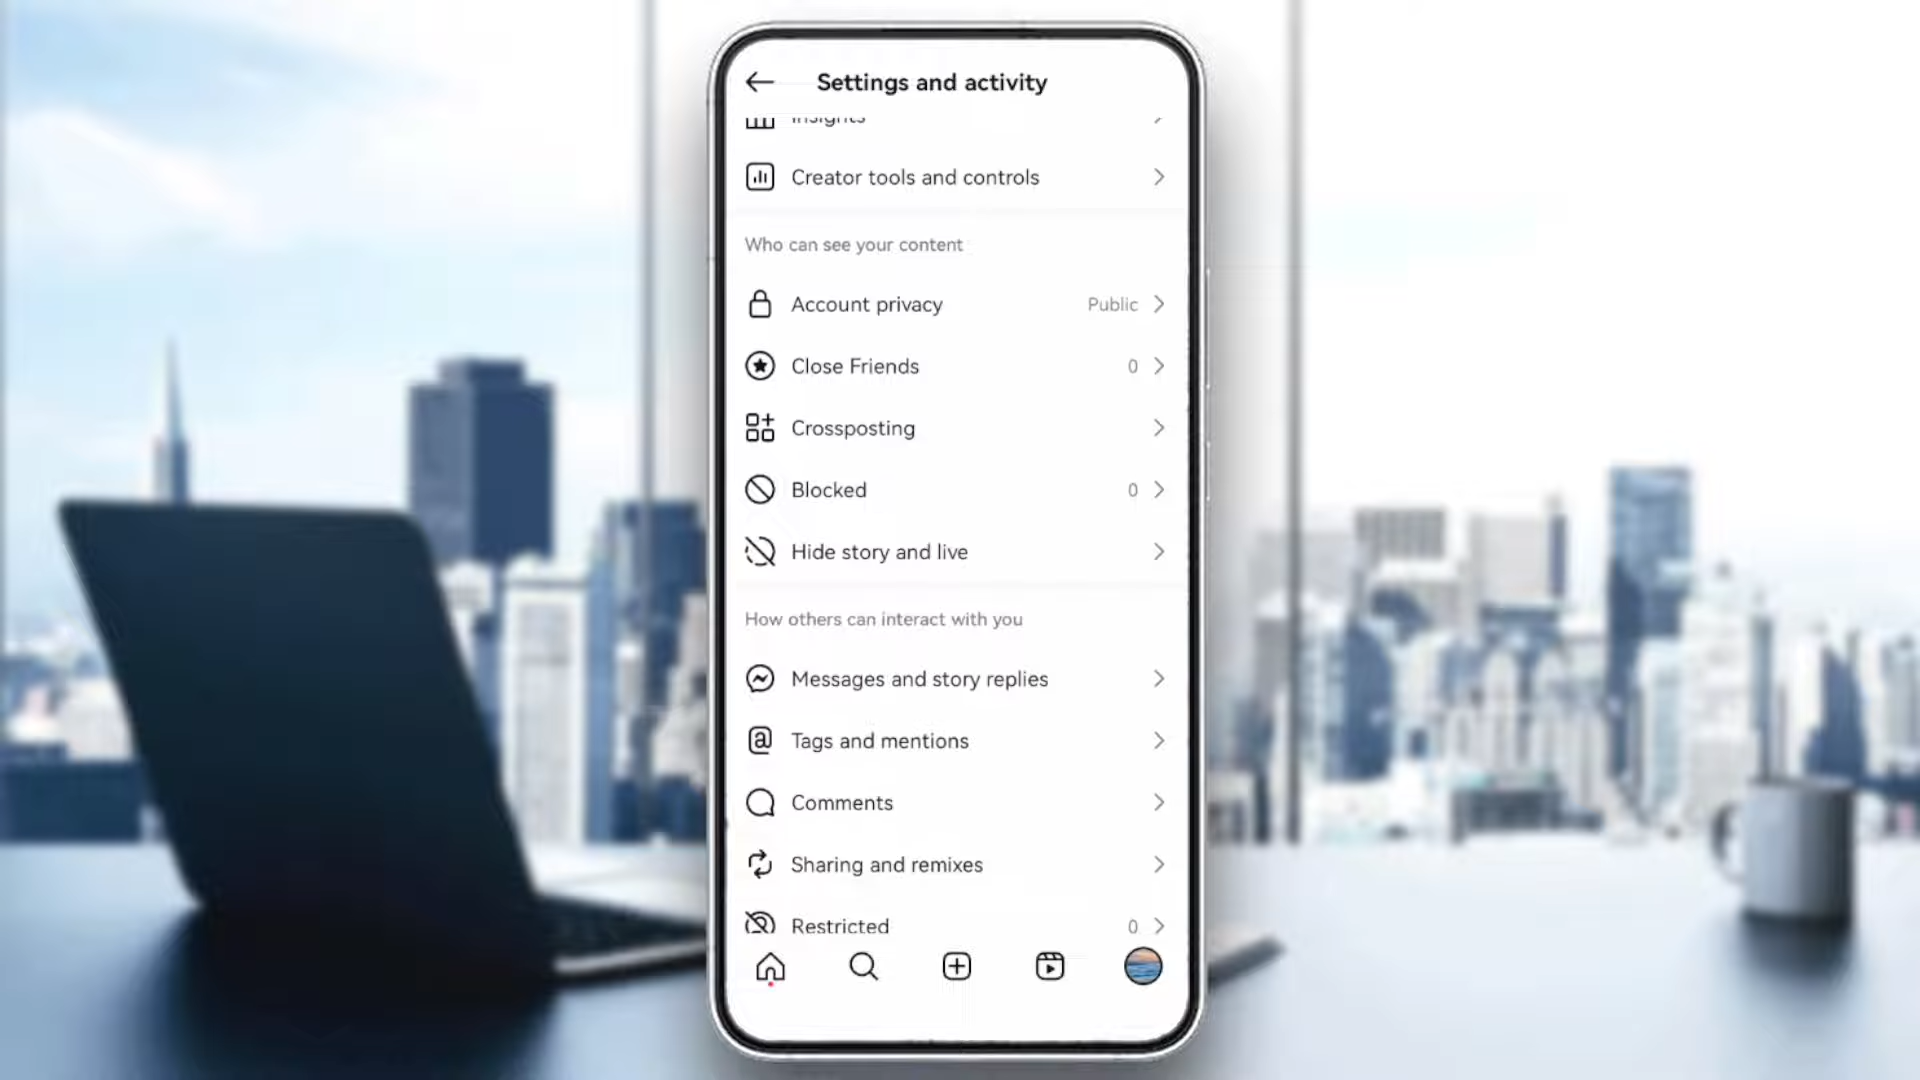 Settings and activity
Insights
Creator tools and controls
Who can see your content
Account privacy Public
Close Friends 0
Crossposting
Blocked 0
Hide story and live
How others can interact with you
Messages and story replies
Tags and mentions
Comments
Sharing and remixes
Restricted 0